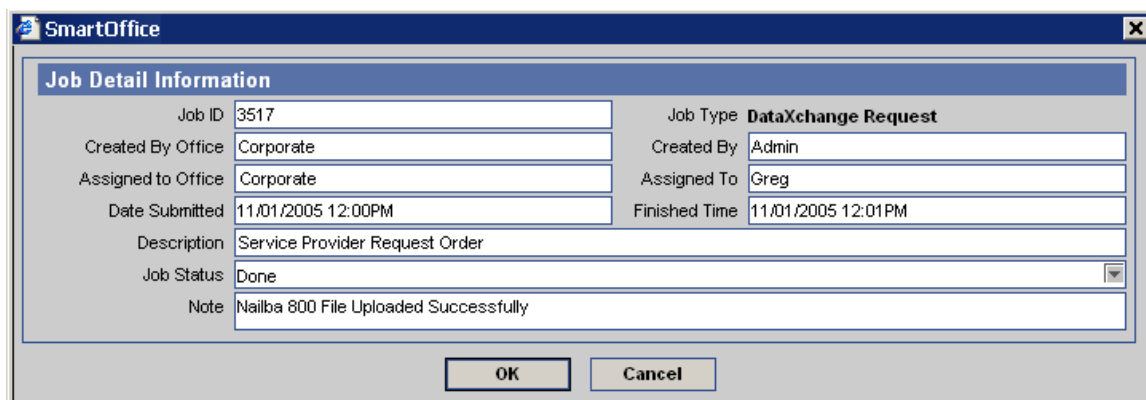 SmartOffice
Job Detail Information
Job ID 3517 Job Type DataXchange Request
Created By Office Corporate Created By Admin
Assigned to Office Corporate Assigned To Greg
Date Submitted 11/01/2005 12:00PM Finished Time 11/01/2005 12:01PM
Description Service Provider Request Order
Job Status Done
Note Nailba 800 File Uploaded Successfully
OK Cancel